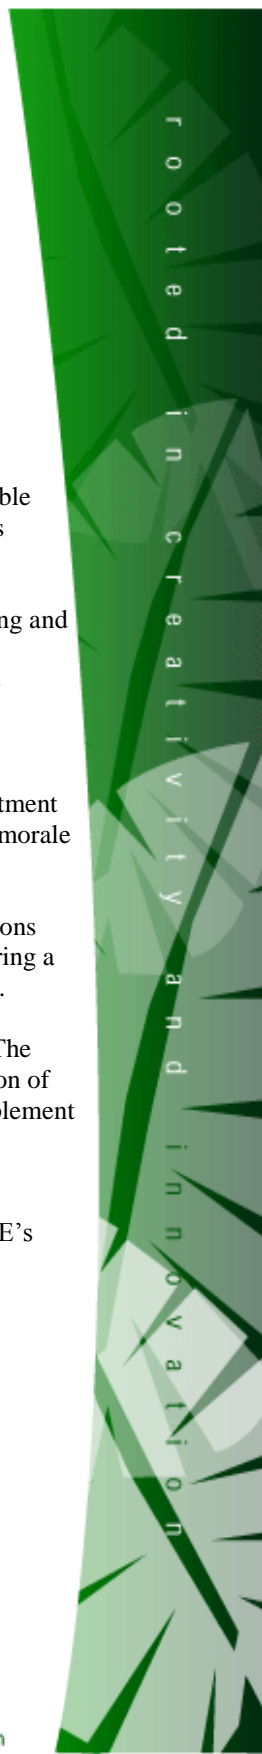 ble
s
ng and
tment
morale
ons
ring a
.
The
on of
plement
E's
n
rooted in creativity and innovation